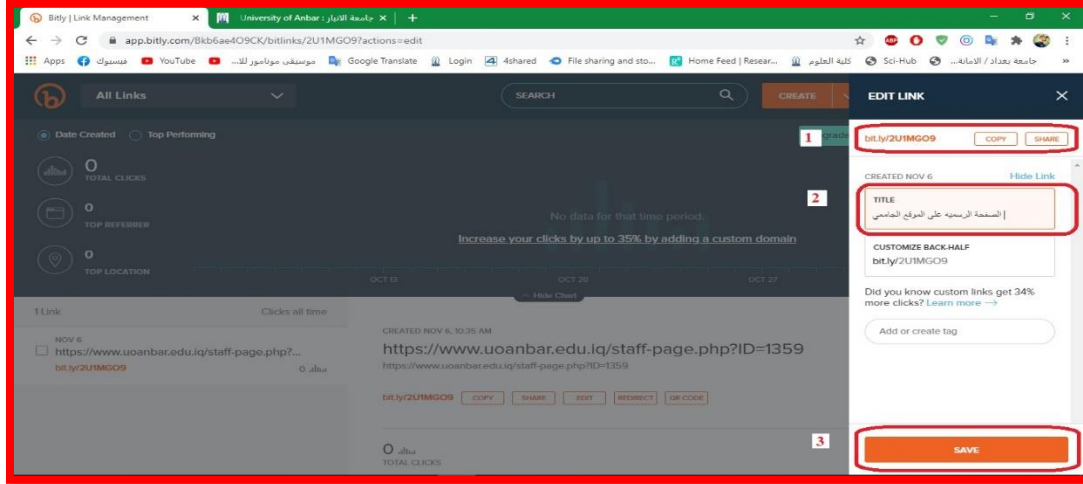 Bitly | Link Management
University of Anbar : جامعة الانبار
app.bitly.com/Bkb6ae4O9CK/bitlinks/2U1MGO9?actions=edit
Apps فيسبوك YouTube موسيقى موتامور للا... Google Translate Login 4shared File sharing and sto... Home Feed | Resear... كلية العلوم Sci-Hub جامعة بغداد / الامانة...
All Links
SEARCH
CREATE
EDIT LINK
Date Created Top Performing
1
bit.ly/2U1MGO9 COPY SHARE
0
TOTAL CLICKS
CREATED NOV 6 Hide Link
2
TITLE
الصفحة الرسميه على الموقع الجامعي
0
TOP REFERRER
No data for that time period.
Increase your clicks by up to 35% by adding a custom domain
CUSTOMIZE BACK-HALF
bit.ly/2U1MGO9
0
TOP LOCATION
OCT 13 OCT 20 OCT 27
Hide Chart
Did you know custom links get 34%
more clicks? Learn more →
Add or create tag
1 Link Clicks all time
NOV 6
https://www.uoanbar.edu.iq/staff-page.php?...
bit.ly/2U1MGO9 0
CREATED NOV 6, 10:35 AM
https://www.uoanbar.edu.iq/staff-page.php?ID=1359
https://www.uoanbar.edu.iq/staff-page.php?ID=1359
bit.ly/2U1MGO9 COPY SHARE EDIT REDIRECT QR CODE
0
TOTAL CLICKS
3
SAVE